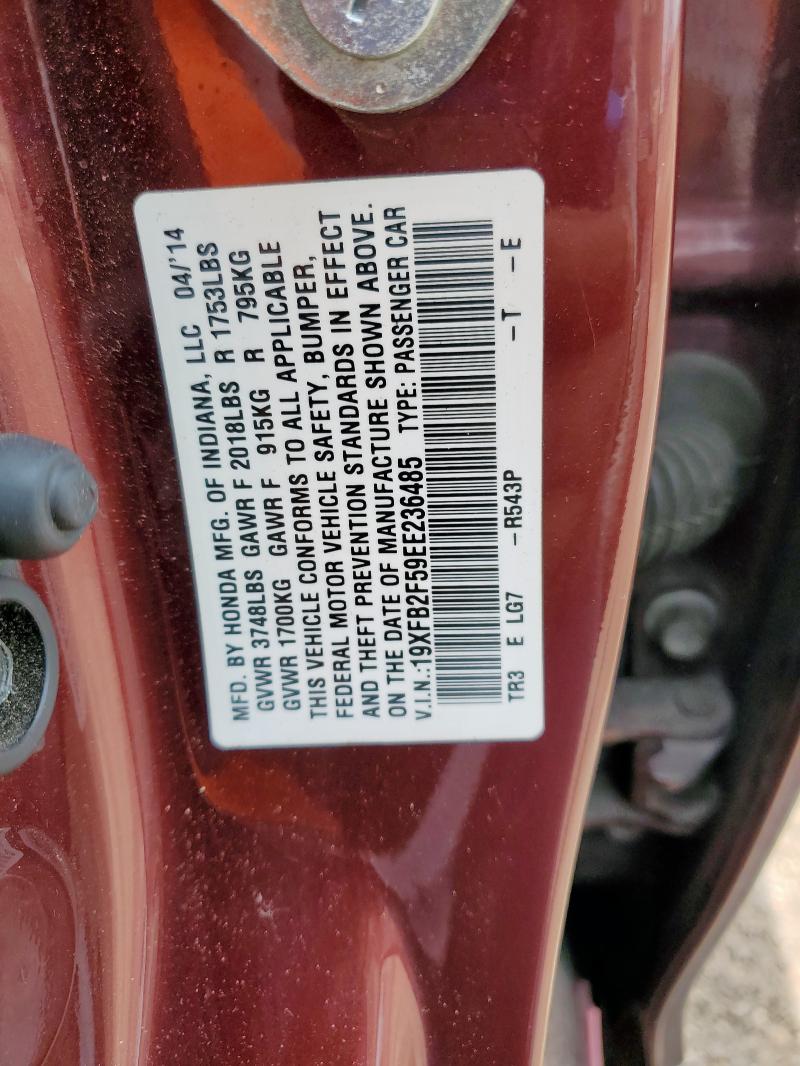 MFD. BY HONDA MFG. OF INDIANA, LLC 04/'14
GVWR 3748LBS GAWR F 2018LBS R 1753LBS
GVWR 1700KG GAWR F 915KG R 795KG
THIS VEHICLE CONFORMS TO ALL APPLICABLE
FEDERAL MOTOR VEHICLE SAFETY, BUMPER,
AND THEFT PREVENTION STANDARDS IN EFFECT
ON THE DATE OF MANUFACTURE SHOWN ABOVE.
V.I.N.:19XFB2F59EE236485 TYPE: PASSENGER CAR
TR3 E LG7 –R543P –T –E